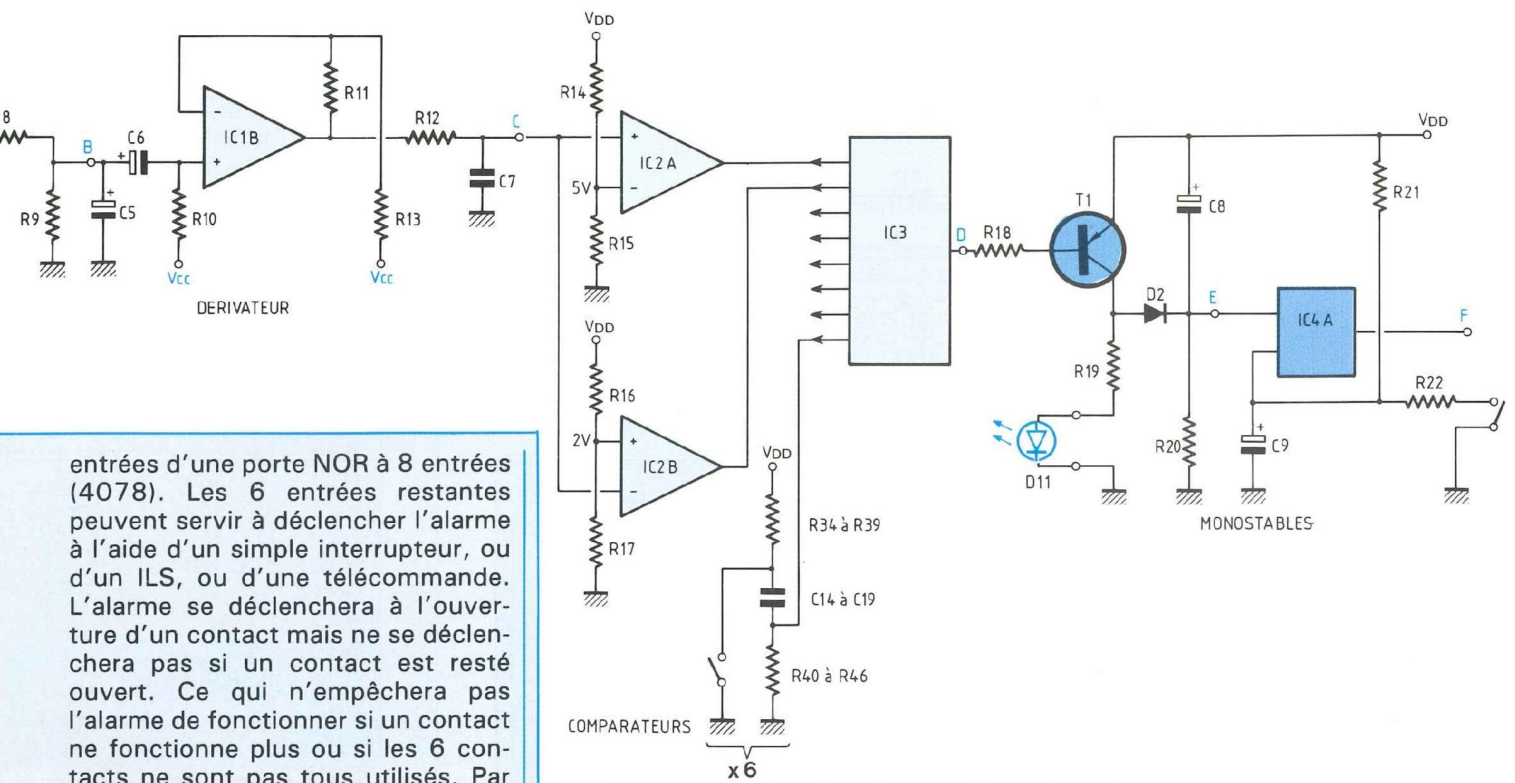 VDD
8
R11
R14
B
C6
IC1B
R12
C
IC2A
VDD
C7
5V
T1
C8
R21
R9
C5
R10
R13
R15
IC3
D
R18
Vcc
Vcc
DERIVATEUR
VDD
D2
E
IC4A
F
R16
R19
R22
2V
IC2B
VDD
R20
C9
D11
R17
R34 à R39
MONOSTABLES
C14 à C19
R40 à R46
COMPARATEURS
x6
entrées d'une porte NOR à 8 entrées
(4078). Les 6 entrées restantes
peuvent servir à déclencher l'alarme
à l'aide d'un simple interrupteur, ou
d'un ILS, ou d'une télécommande.
L'alarme se déclenchera à l'ouver-
ture d'un contact mais ne se déclen-
chera pas si un contact est resté
ouvert. Ce qui n'empêchera pas
l'alarme de fonctionner si un contact
ne fonctionne plus ou si les 6 con-
tacts ne sont pas tous utilisés. Par